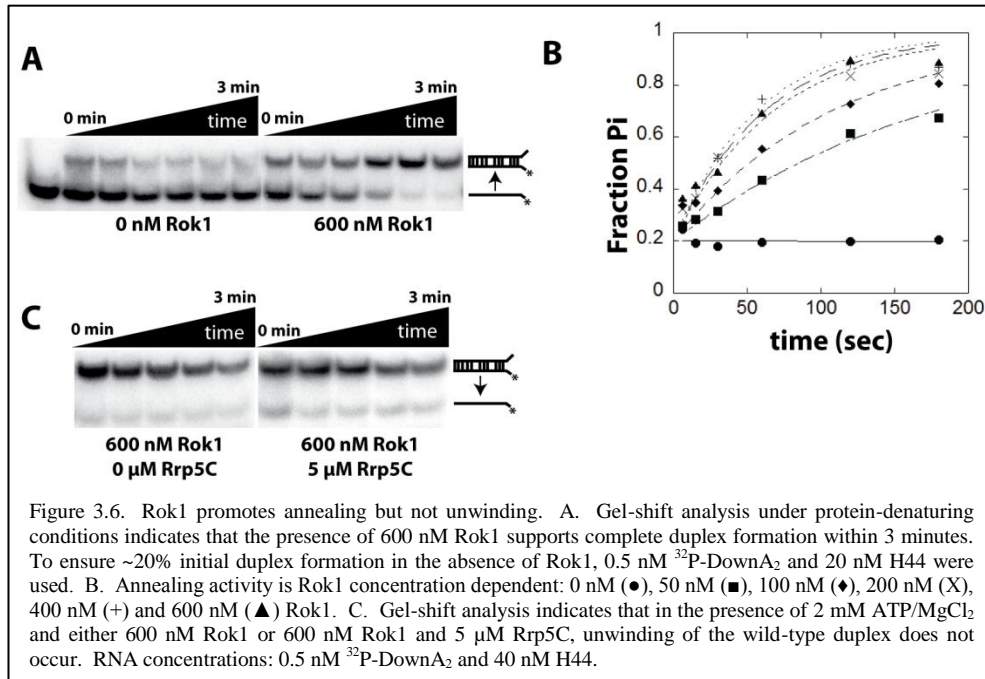 A
3 min
3 min
0 min
time
0 min
time
*
*
0 nM Rok1
600 nM Rok1
B
Fraction Pi
1
0.8
0.6
0.4
0.2
0
0
50
100
150
200
time (sec)
C
3 min
3 min
0 min
time
0 min
time
*
*
600 nM Rok1
0 µM Rrp5C
600 nM Rok1
5 µM Rrp5C
Figure 3.6. Rok1 promotes annealing but not unwinding. A. Gel-shift analysis under protein-denaturing
conditions indicates that the presence of 600 nM Rok1 supports complete duplex formation within 3 minutes.
To ensure ~20% initial duplex formation in the absence of Rok1, 0.5 nM ³²P-DownA₂ and 20 nM H44 were
used. B. Annealing activity is Rok1 concentration dependent: 0 nM (●), 50 nM (■), 100 nM (♦), 200 nM (X),
400 nM (+) and 600 nM (▲) Rok1. C. Gel-shift analysis indicates that in the presence of 2 mM ATP/MgCl₂
and either 600 nM Rok1 or 600 nM Rok1 and 5 µM Rrp5C, unwinding of the wild-type duplex does not
occur. RNA concentrations: 0.5 nM ³²P-DownA₂ and 40 nM H44.